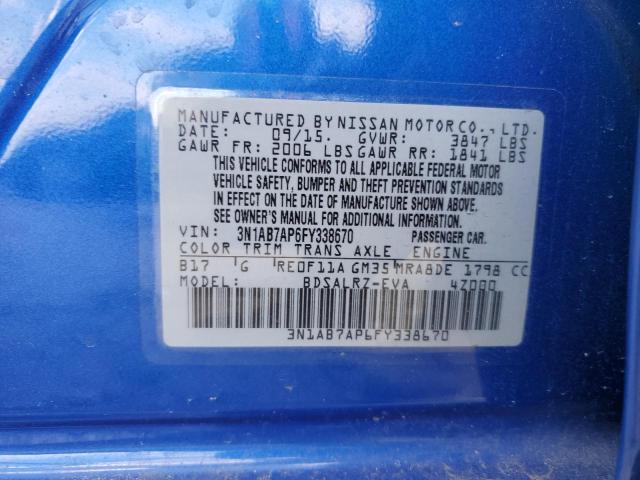 MANUFACTURED BY NISSAN MOTOR CO., LTD.
DATE: 09/15. GVWR: 3847 LBS
GAWR FR: 2006 LBS GAWR RR: 1841 LBS
THIS VEHICLE CONFORMS TO ALL APPLICABLE FEDERAL MOTOR
VEHICLE SAFETY, BUMPER AND THEFT PREVENTION STANDARDS
IN EFFECT ON THE DATE OF MANUFACTURE SHOWN ABOVE.
SEE OWNER'S MANUAL FOR ADDITIONAL INFORMATION.
VIN: 3N1AB7AP6FY338670 PASSENGER CAR.
COLOR TRIM TRANS AXLE ENGINE
B17 G RE0F11A GM35 MRA8DE 1798 CC
MODEL: BDSALRZ-EVA 4Z000
3N1AB7AP6FY338670